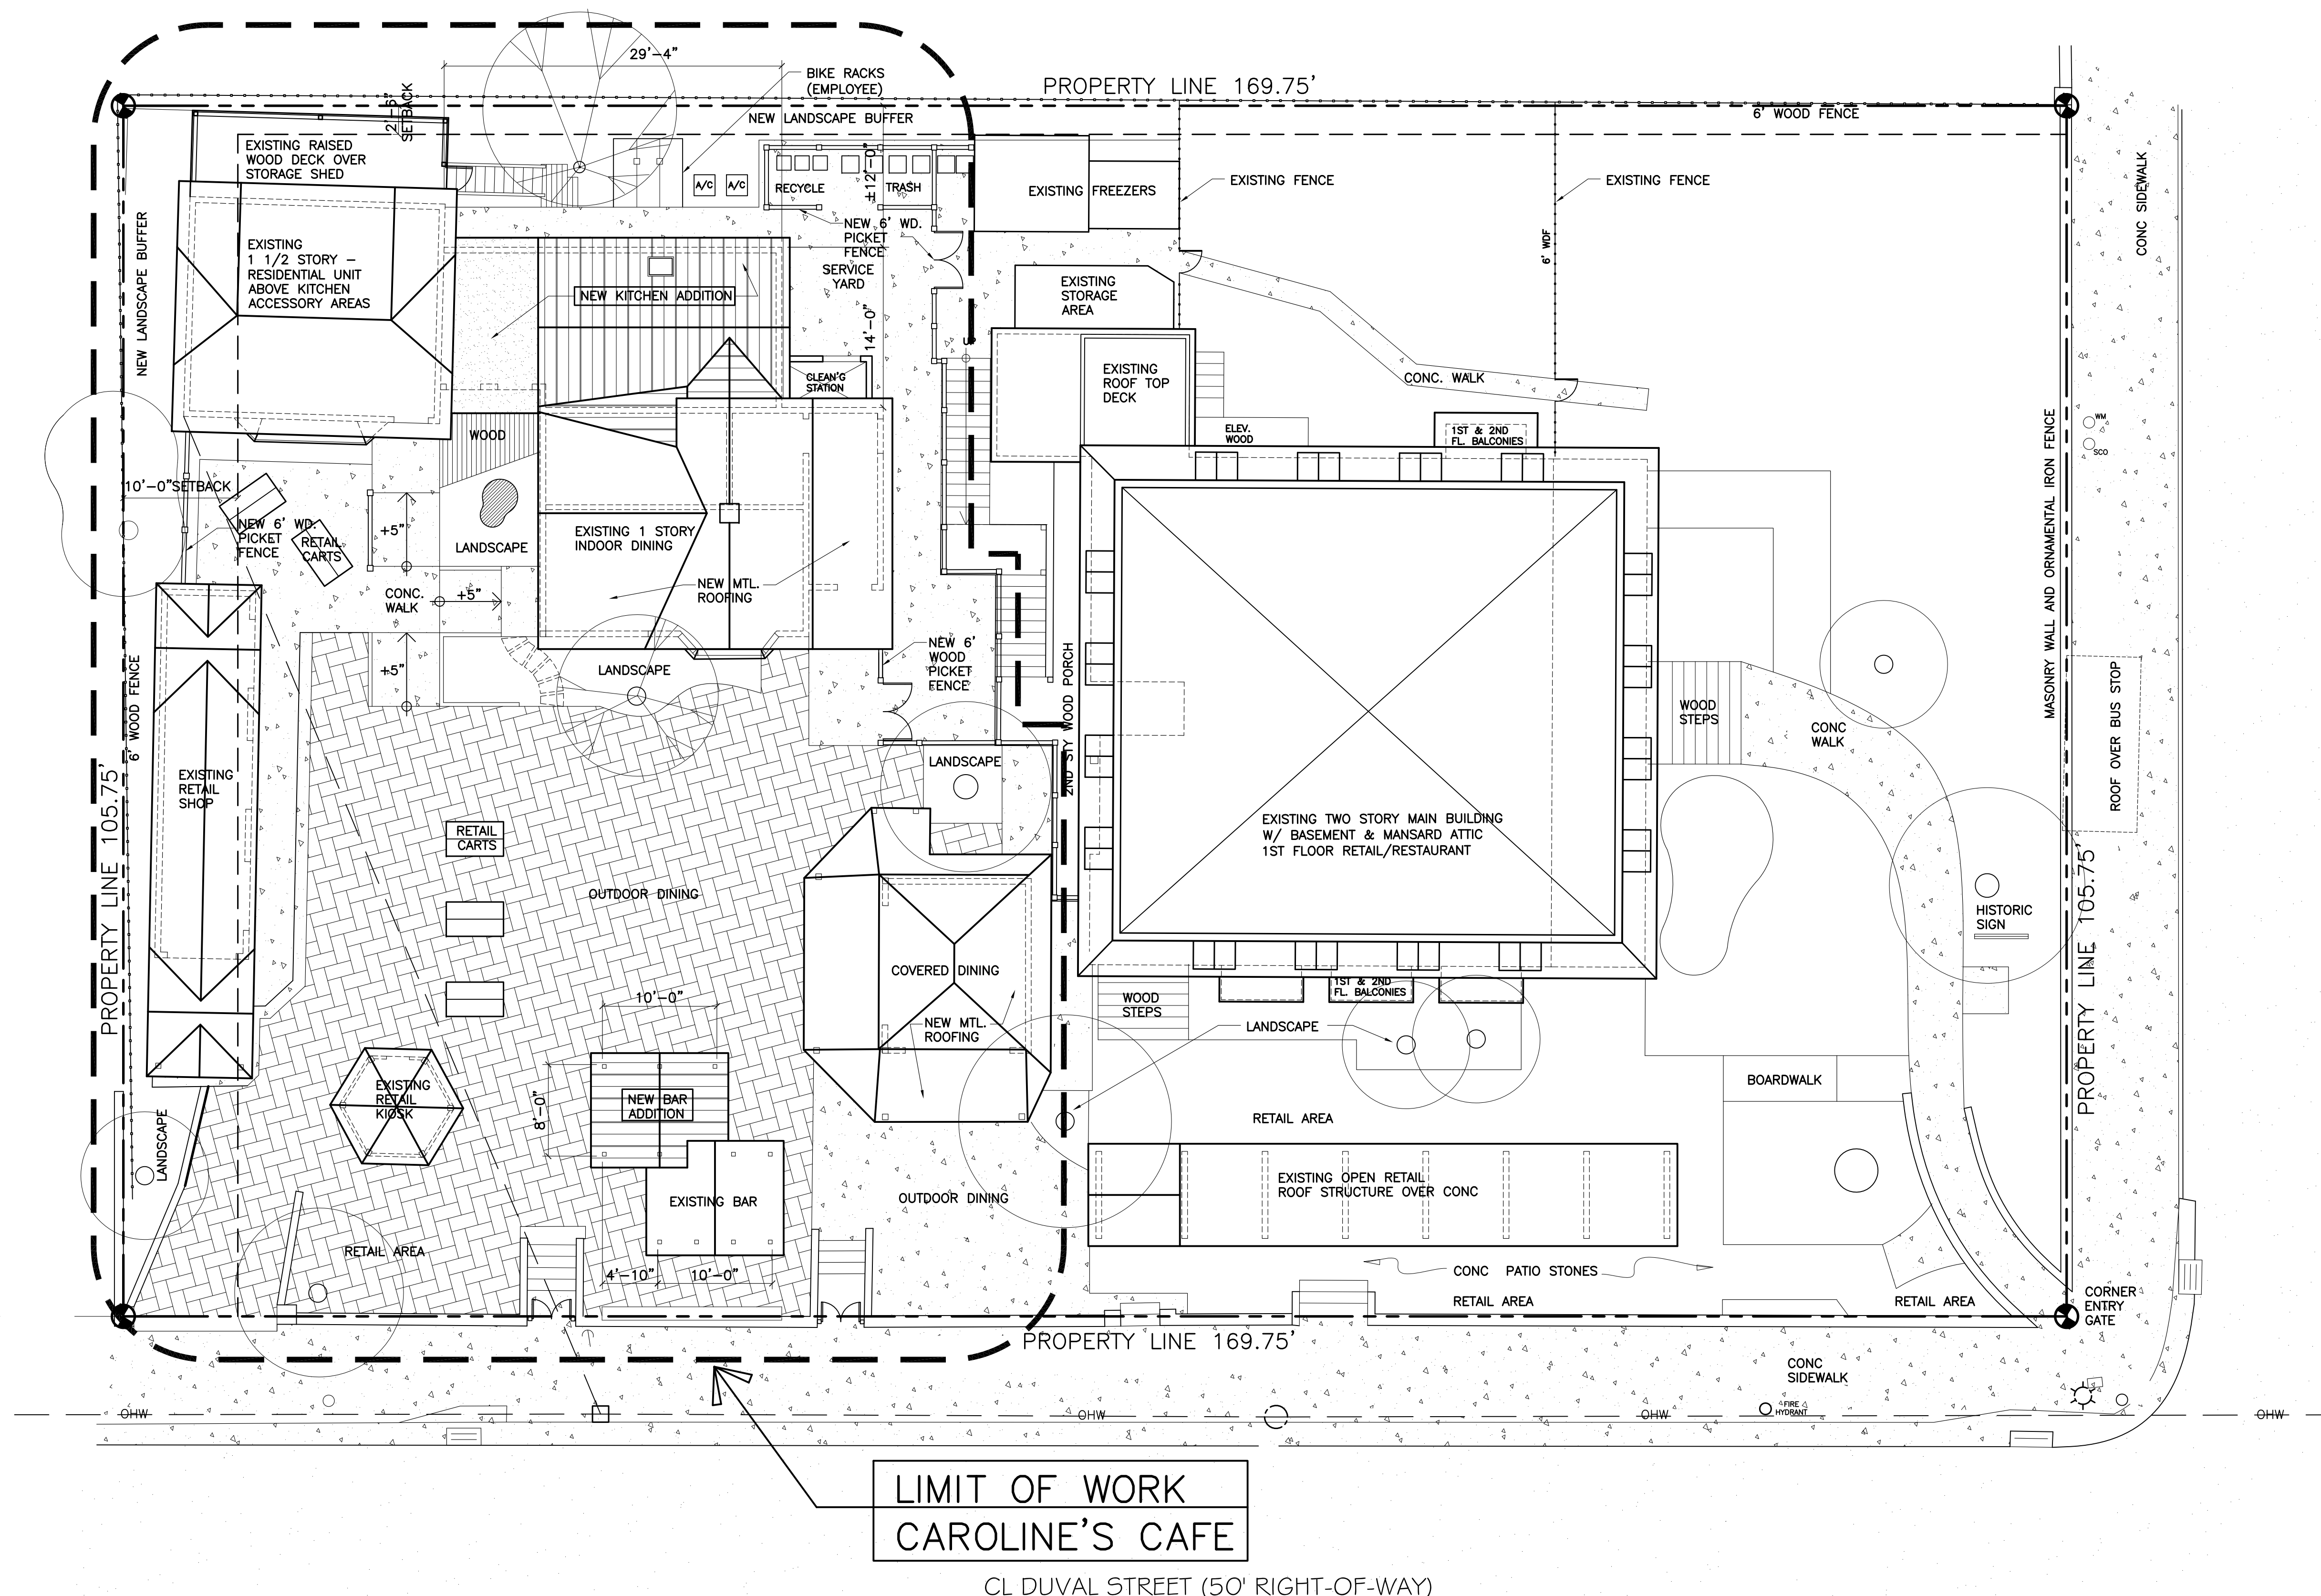 29'-4"
BIKE RACKS
(EMPLOYEE)
PROPERTY LINE 169.75'
2'-6"
SETBACK
NEW LANDSCAPE BUFFER
6' WOOD FENCE
EXISTING RAISED
WOOD DECK OVER
STORAGE SHED
A/C
A/C
RECYCLE
±12'-0"
TRASH
EXISTING FREEZERS
EXISTING FENCE
EXISTING FENCE
CONC SIDEWALK
NEW LANDSCAPE BUFFER
EXISTING
1 1/2 STORY –
RESIDENTIAL UNIT
ABOVE KITCHEN
ACCESSORY AREAS
NEW 6' WD.
PICKET
FENCE
SERVICE
YARD
6' WDF
NEW KITCHEN ADDITION
EXISTING
STORAGE
AREA
14'-0"
UP
CLEAN'G
STATION
EXISTING
ROOF TOP
DECK
CONC. WALK
WOOD
ELEV.
WOOD
1ST & 2ND
FL. BALCONIES
WM
SCO
MASONRY WALL AND ORNAMENTAL IRON FENCE
10'-0"SETBACK
NEW 6' WD.
PICKET
FENCE
RETAIL
CARTS
+5"
LANDSCAPE
EXISTING 1 STORY
INDOOR DINING
CONC.
WALK
+5"
NEW MTL.
ROOFING
+5"
LANDSCAPE
NEW 6'
WOOD
PICKET
FENCE
2ND STY WOOD PORCH
WOOD
STEPS
CONC
WALK
ROOF OVER BUS STOP
6' WOOD FENCE
PROPERTY LINE 105.75'
EXISTING
RETAIL
SHOP
LANDSCAPE
RETAIL
CARTS
EXISTING TWO STORY MAIN BUILDING
W/ BASEMENT & MANSARD ATTIC
1ST FLOOR RETAIL/RESTAURANT
OUTDOOR DINING
HISTORIC
SIGN
PROPERTY LINE 105.75'
COVERED DINING
10'-0"
NEW MTL.
ROOFING
WOOD
STEPS
1ST & 2ND
FL. BALCONIES
LANDSCAPE
EXISTING
RETAIL
KIOSK
8'-0"
NEW BAR
ADDITION
BOARDWALK
RETAIL AREA
LANDSCAPE
EXISTING BAR
OUTDOOR DINING
EXISTING OPEN RETAIL
ROOF STRUCTURE OVER CONC
RETAIL AREA
4'-10"
10'-0"
CONC PATIO STONES
RETAIL AREA
RETAIL AREA
CORNER
ENTRY
GATE
PROPERTY LINE 169.75'
CONC
SIDEWALK
FIRE
HYDRANT
OHW
OHW
OHW
OHW
LIMIT OF WORK
CAROLINE'S CAFE
CL DUVAL STREET (50' RIGHT-OF-WAY)